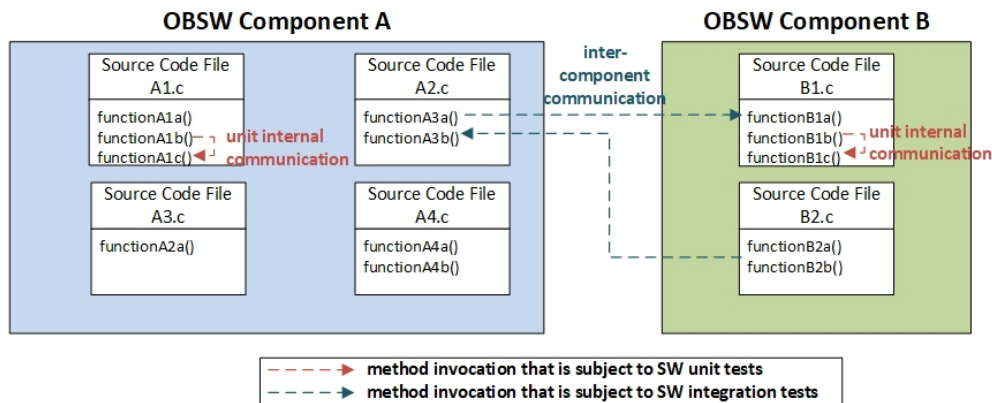 OBSW Component A
OBSW Component B
Source Code File
A1.c
functionA1a()
functionA1b()
functionA1c()
unit internal
communication
Source Code File
A2.c
functionA3a()
functionA3b()
inter-
component
communication
Source Code File
B1.c
functionB1a()
functionB1b()
functionB1c()
unit internal
communication
Source Code File
A3.c
functionA2a()
Source Code File
A4.c
functionA4a()
functionA4b()
Source Code File
B2.c
functionB2a()
functionB2b()
method invocation that is subject to SW unit tests
method invocation that is subject to SW integration tests